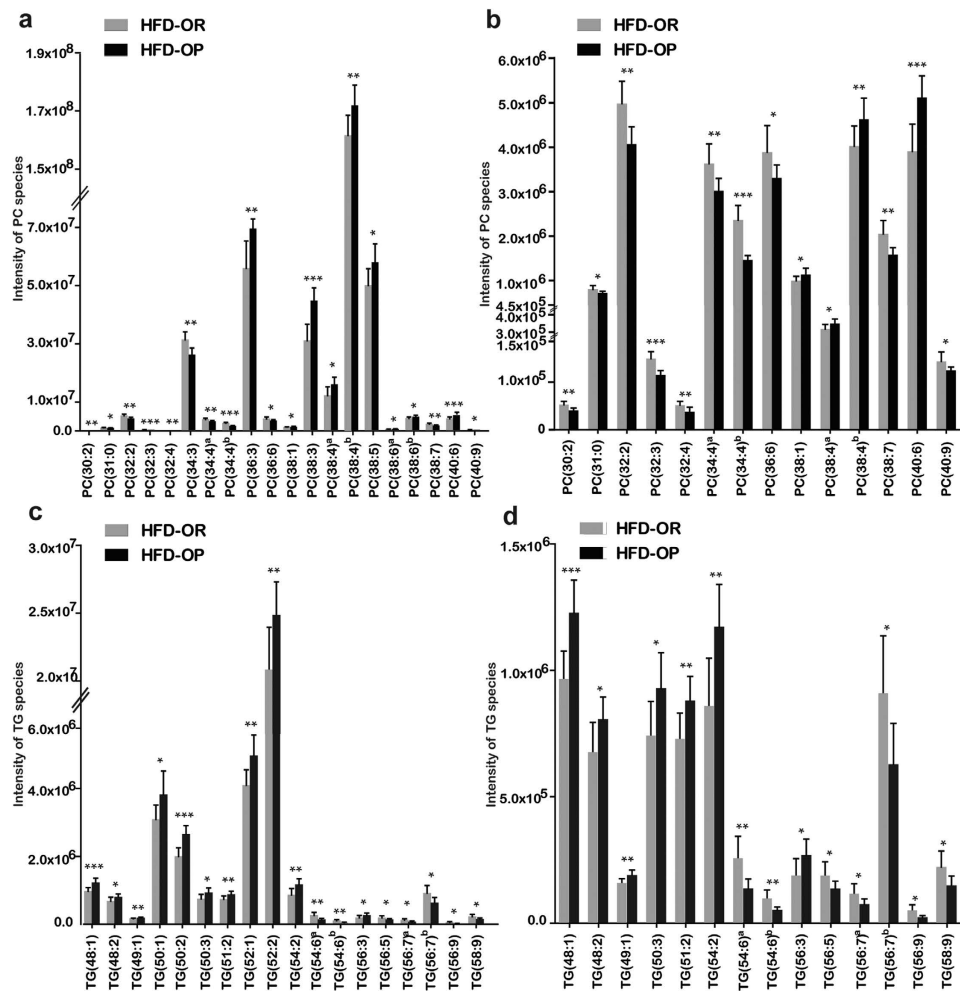 a
HFD-OR
HFD-OP
Intensity of PC species
1.9x10⁸
1.7x10⁸
1.5x10⁸
7.0x10⁷
5.0x10⁷
3.0x10⁷
1.0x10⁷
0.0
** * ** *** ** ** ** *** ** * * *** * ** * * * ** *** *
PC(30:2)
PC(31:0)
PC(32:2)
PC(32:3)
PC(32:4)
PC(34:3)
PC(34:4)ᵃ
PC(34:4)ᵇ
PC(36:3)
PC(36:6)
PC(38:1)
PC(38:3)
PC(38:4)ᵃ
PC(38:4)ᵇ
PC(38:5)
PC(38:6)ᵃ
PC(38:6)ᵇ
PC(38:7)
PC(40:6)
PC(40:9)
b
HFD-OR
HFD-OP
Intensity of PC species
6.0x10⁶
5.0x10⁶
4.0x10⁶
3.0x10⁶
2.0x10⁶
1.0x10⁶
4.5x10⁵
4.0x10⁵
3.0x10⁵
1.5x10⁵
1.0x10⁵
0
** * ** *** ** ** *** * * * ** ** *** *
PC(30:2)
PC(31:0)
PC(32:2)
PC(32:3)
PC(32:4)
PC(34:4)ᵃ
PC(34:4)ᵇ
PC(36:6)
PC(38:1)
PC(38:4)ᵃ
PC(38:4)ᵇ
PC(38:7)
PC(40:6)
PC(40:9)
c
HFD-OR
HFD-OP
Intensity of TG species
3.0x10⁷
2.5x10⁷
2.0x10⁷
6.0x10⁶
4.0x10⁶
2.0x10⁶
0.0
*** * ** * *** * ** ** ** ** ** ** * * * * * *
TG(48:1)
TG(48:2)
TG(49:1)
TG(50:1)
TG(50:2)
TG(50:3)
TG(51:2)
TG(52:1)
TG(52:2)
TG(54:2)
TG(54:6)ᵃ
TG(54:6)ᵇ
TG(56:3)
TG(56:5)
TG(56:7)ᵃ
TG(56:7)ᵇ
TG(56:9)
TG(58:9)
d
HFD-OR
HFD-OP
Intensity of TG species
1.5x10⁶
1.0x10⁶
5.0x10⁵
0.0
*** * ** * ** ** ** ** * * * * * *
TG(48:1)
TG(48:2)
TG(49:1)
TG(50:3)
TG(51:2)
TG(54:2)
TG(54:6)ᵃ
TG(54:6)ᵇ
TG(56:3)
TG(56:5)
TG(56:7)ᵃ
TG(56:7)ᵇ
TG(56:9)
TG(58:9)